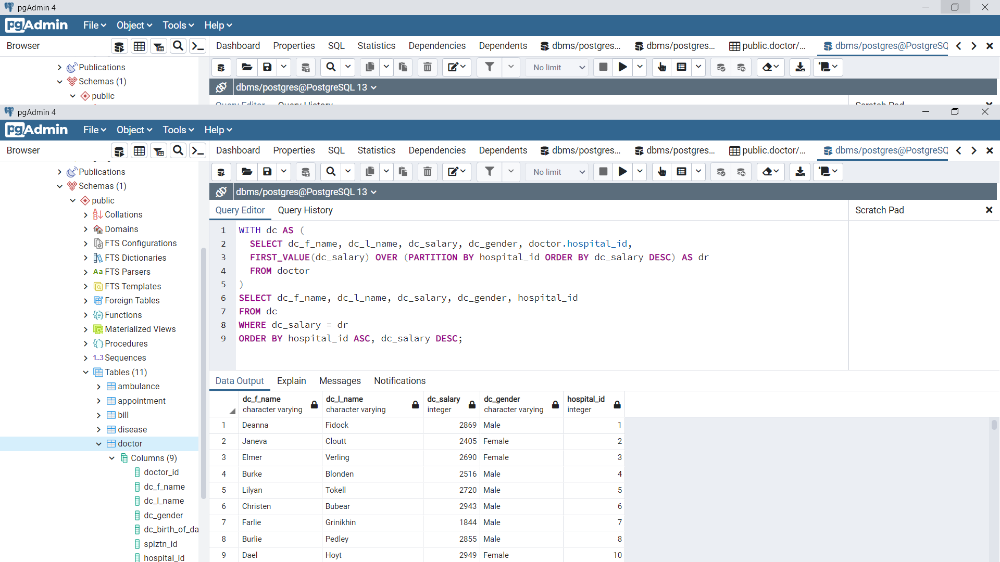 pgAdmin 4
pgAdmin File Object Tools Help
Browser Dashboard Properties SQL Statistics Dependencies Dependents dbms/postgres... dbms/postgres... public.doctor/... dbms/postgres@PostgreSQ
Publications No limit
Schemas (1) dbms/postgres@PostgreSQL 13
public
Query Editor Query History Scratch Pad
pgAdmin 4
pgAdmin File Object Tools Help
Browser Dashboard Properties SQL Statistics Dependencies Dependents dbms/postgres... dbms/postgres... public.doctor/... dbms/postgres@PostgreSQ
Publications No limit
Schemas (1) dbms/postgres@PostgreSQL 13
public
Collations
Domains
FTS Configurations
FTS Dictionaries
Aa FTS Parsers
FTS Templates
Foreign Tables
Functions
Materialized Views
Procedures
1..3 Sequences
Tables (11)
ambulance
appointment
bill
disease
doctor
Columns (9)
doctor_id
dc_f_name
dc_l_name
dc_gender
dc_birth_of_da
splztn_id
hospital_id
Query Editor Query History Scratch Pad
1 WITH dc AS (
2 SELECT dc_f_name, dc_l_name, dc_salary, dc_gender, doctor.hospital_id,
3 FIRST_VALUE(dc_salary) OVER (PARTITION BY hospital_id ORDER BY dc_salary DESC) AS dr
4 FROM doctor
5 )
6 SELECT dc_f_name, dc_l_name, dc_salary, dc_gender, hospital_id
7 FROM dc
8 WHERE dc_salary = dr
9 ORDER BY hospital_id ASC, dc_salary DESC;
Data Output Explain Messages Notifications
dc_f_name dc_l_name dc_salary dc_gender hospital_id
character varying character varying integer character varying integer
1 Deanna Fidock 2869 Male 1
2 Janeva Cloutt 2405 Female 2
3 Elmer Verling 2690 Female 3
4 Burke Blonden 2516 Male 4
5 Lilyan Tokell 2720 Male 5
6 Christen Bubear 2943 Male 6
7 Farlie Grinikhin 1844 Male 7
8 Burlie Pedley 2855 Male 8
9 Dael Hoyt 2949 Female 10